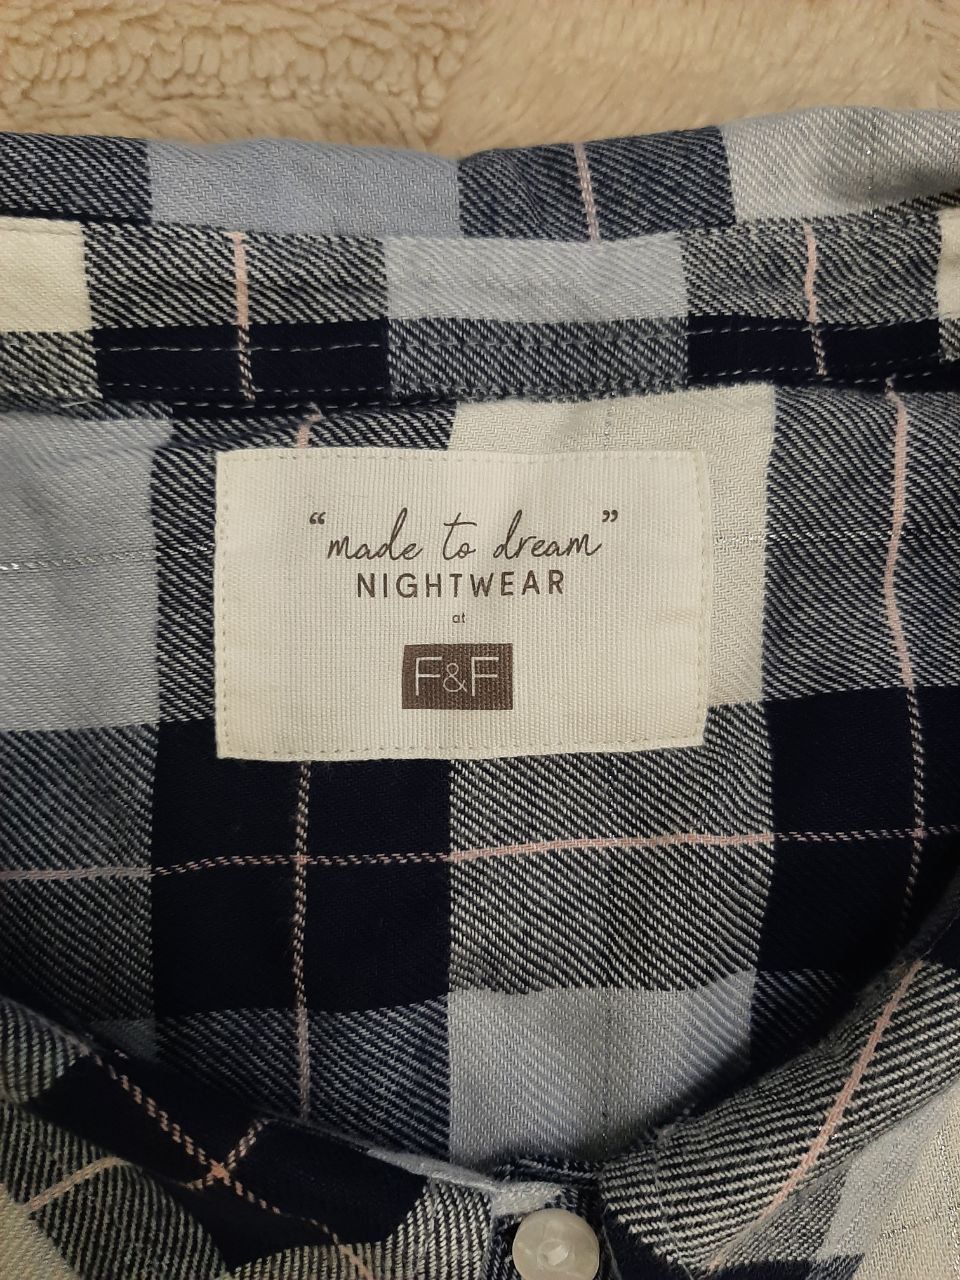 “made to dream”
NIGHTWEAR
at
F&F